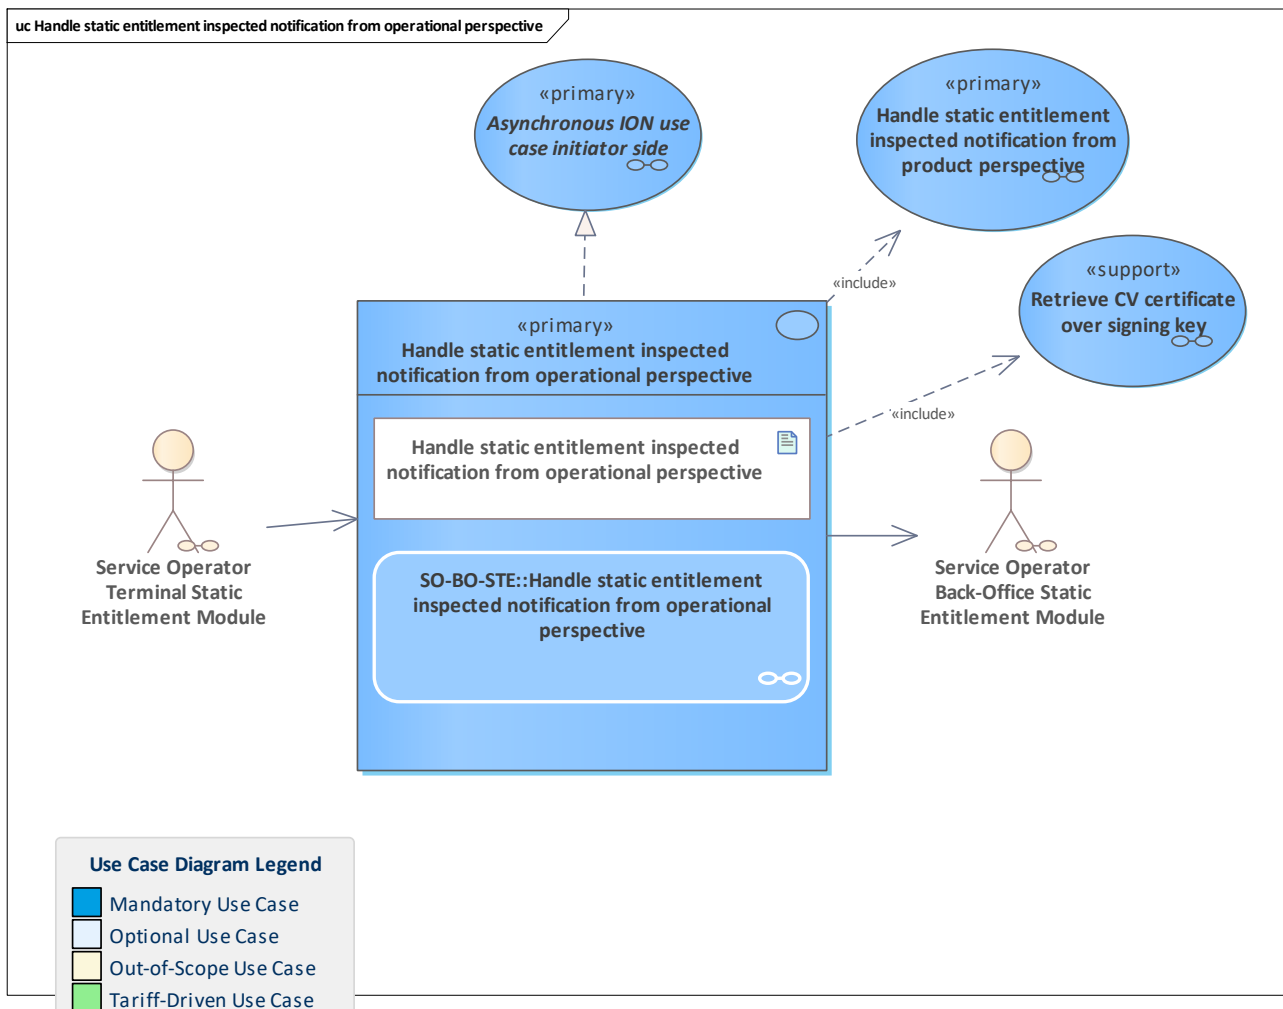 uc Handle static entitlement inspected notification from operational perspective
«primary»
Asynchronous ION use
case initiator side
«primary»
Handle static entitlement
inspected notification from
product perspective
«include»
«support»
Retrieve CV certificate
over signing key
«include»
«primary»
Handle static entitlement inspected
notification from operational perspective
Handle static entitlement inspected
notification from operational perspective
SO-BO-STE::Handle static entitlement
inspected notification from operational
perspective
Service Operator
Terminal Static
Entitlement Module
Service Operator
Back-Office Static
Entitlement Module
Use Case Diagram Legend
Mandatory Use Case
Optional Use Case
Out-of-Scope Use Case
Tariff-Driven Use Case